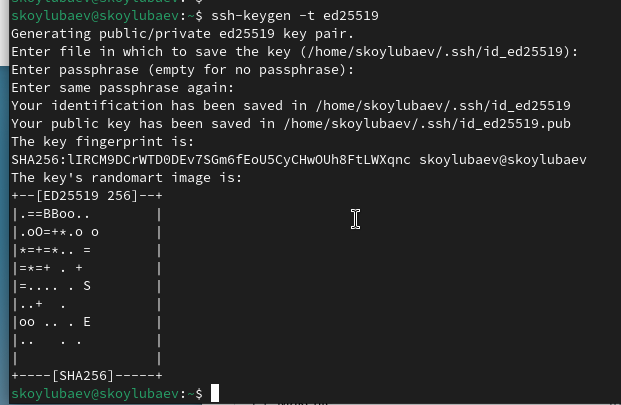 skoylubaev@skoylubaev:~$ ssh-keygen -t ed25519
Generating public/private ed25519 key pair.
Enter file in which to save the key (/home/skoylubaev/.ssh/id_ed25519):
Enter passphrase (empty for no passphrase):
Enter same passphrase again:
Your identification has been saved in /home/skoylubaev/.ssh/id_ed25519
Your public key has been saved in /home/skoylubaev/.ssh/id_ed25519.pub
The key fingerprint is:
SHA256:lIRCM9DCrWTD0DEv7SGm6fEoU5CyCHwOUh8FtLWXqnc skoylubaev@skoylubaev
The key's randomart image is:
+--[ED25519 256]--+
|.==BBoo..        |
|.oO=+*.o o       |
|*=+=*.. =        |
|=*=+ . +         |
|=.... . S        |
|..+  .           |
|oo .. . E        |
|..   . .         |
|                 |
+----[SHA256]-----+
skoylubaev@skoylubaev:~$